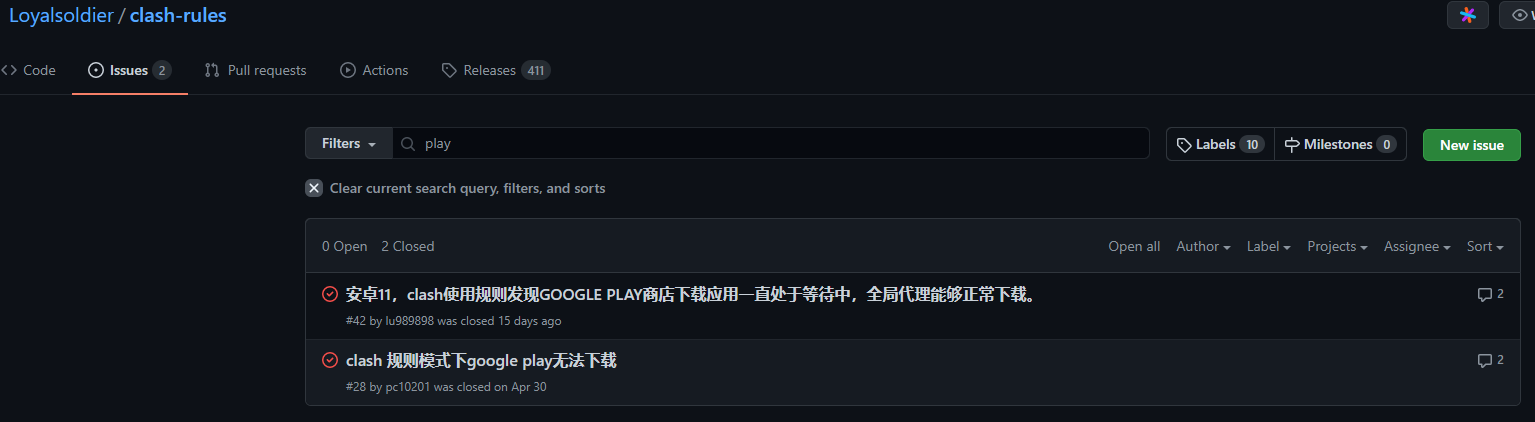 Loyalsoldier / clash-rules
Code Issues 2 Pull requests Actions Releases 411
Filters play Labels 10 Milestones 0 New issue
Clear current search query, filters, and sorts
0 Open 2 Closed Open all Author Label Projects Assignee Sort
安卓11，clash使用规则发现GOOGLE PLAY商店下载应用一直处于等待中，全局代理能够正常下载。 2
#42 by lu989898 was closed 15 days ago
clash 规则模式下google play无法下载 2
#28 by pc10201 was closed on Apr 30